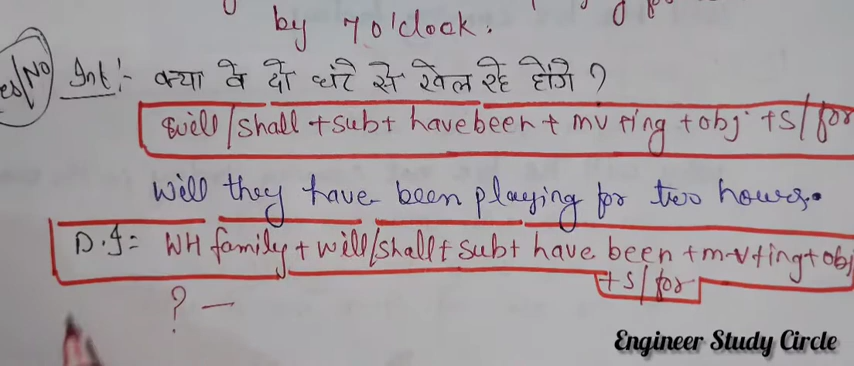 by 7 o'clock.
es/No Int:- क्या वे दो घंटे से खेल रहे होंगे ?
will/shall + sub + have been + mv + ing + obj + s/for
will they have been playing for two hours.
D.I = WH family + will/shall + sub + have been + m.v + ing + obj
+ s/for
? —
Engineer Study Circle